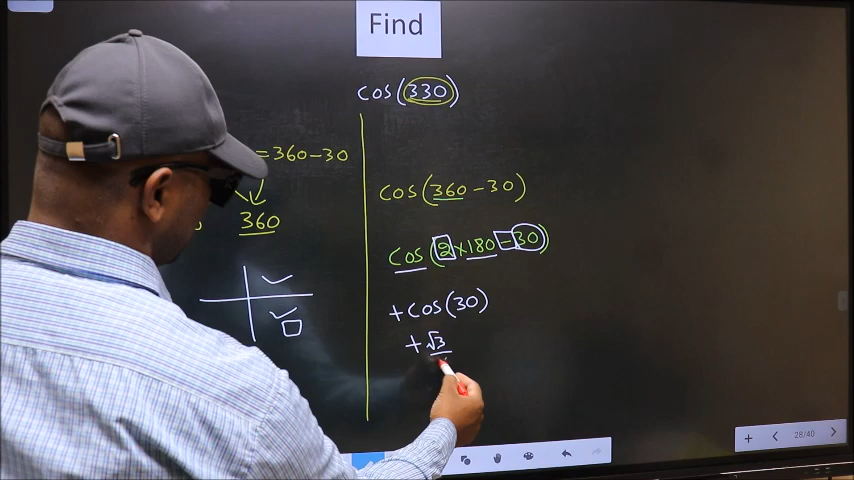 Find
cos(330)
= 360 - 30
360
cos(360 - 30)
cos(2 × 180 - 30)
+ cos(30)
+ √3
28/40